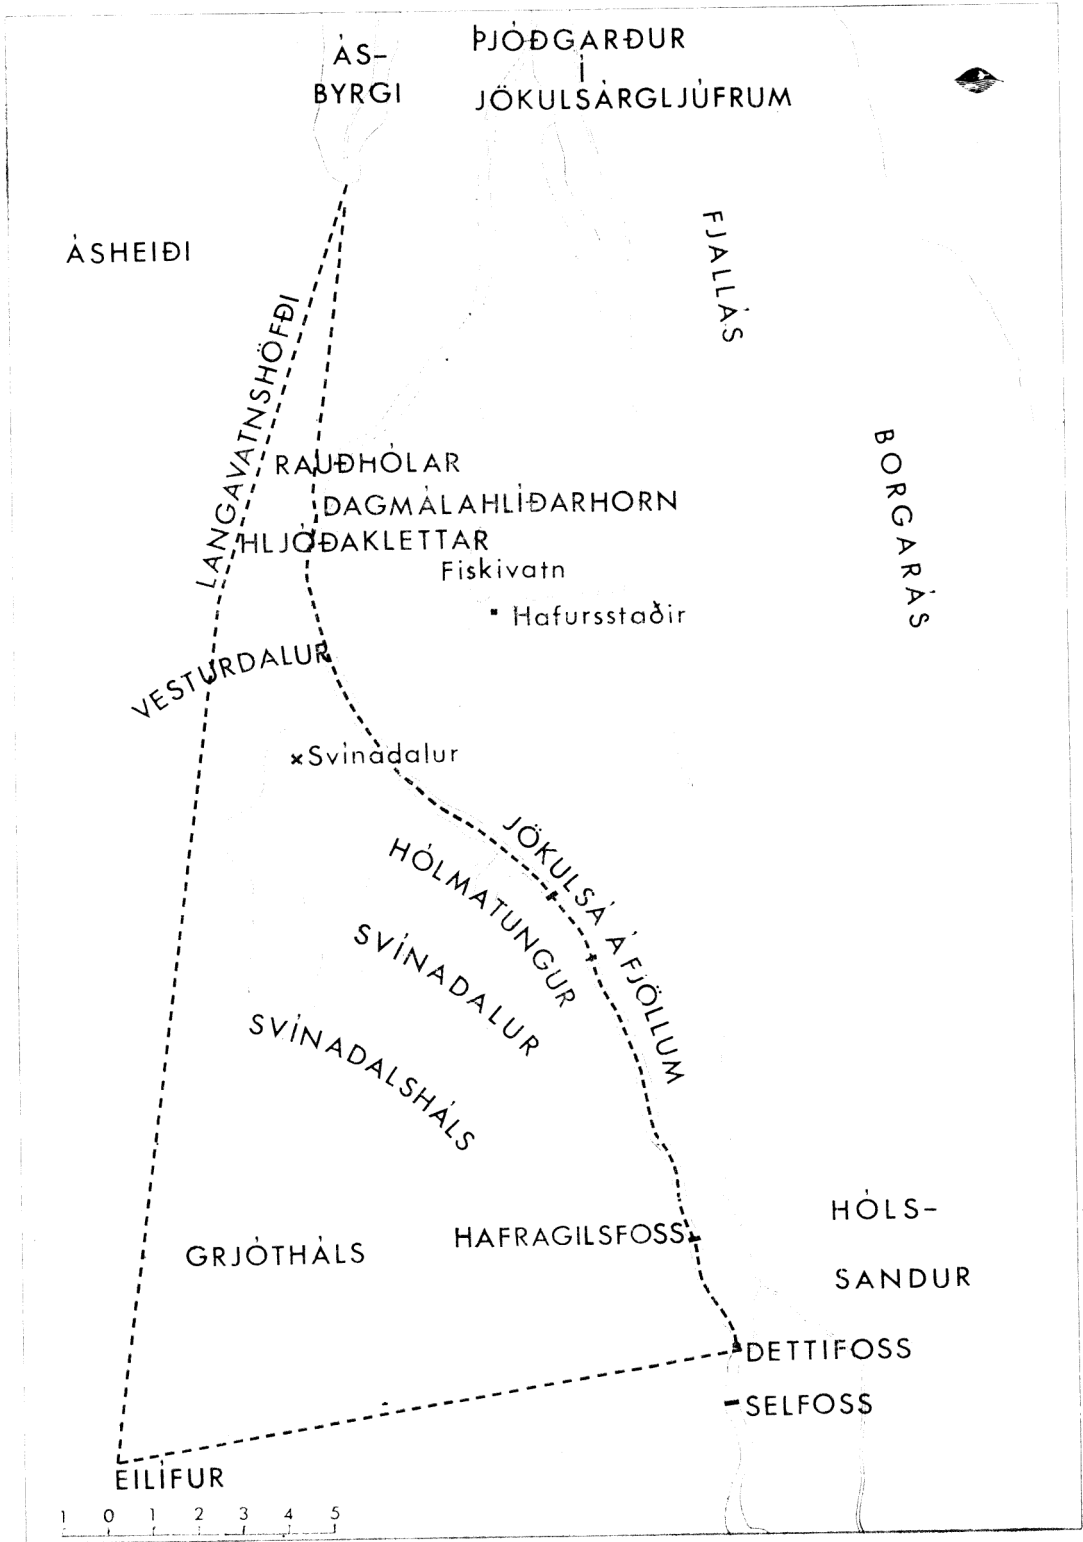 ÁS-
BYRGI
ÞJÓÐGARÐUR
Í
JÖKULSÁRGLJÚFRUM
ÁSHEIÐI
FJALLÁS
LANGAVATNSHÖFÐI
RAUÐHÓLAR
DAGMÁLAHLÍÐARHORN
HLJÓÐAKLETTAR
Fiskivatn
Hafursstaðir
BORGARÁS
VESTURDALUR
Svínadalur
JÖKULSÁ Á FJÖLLUM
HÓLMATUNGUR
SVÍNADALUR
SVÍNADALSHÁLS
HÓLS-
SANDUR
HAFRAGILSFOSS
GRJÓTHÁLS
DETTIFOSS
SELFOSS
EILÍFUR
1 0 1 2 3 4 5